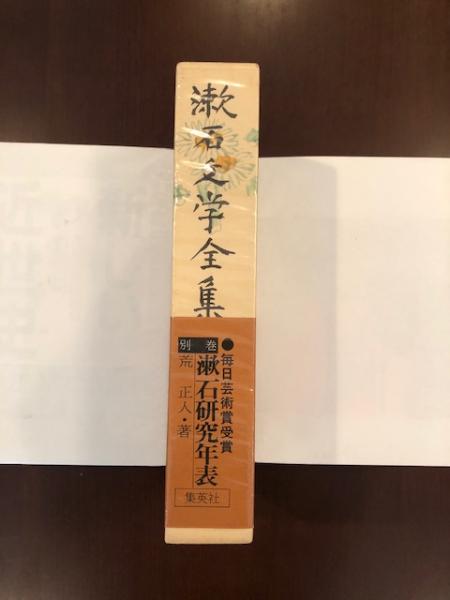 漱石文学全集
●毎日芸術賞受賞
別巻
漱石研究年表
荒正人・著
集英社